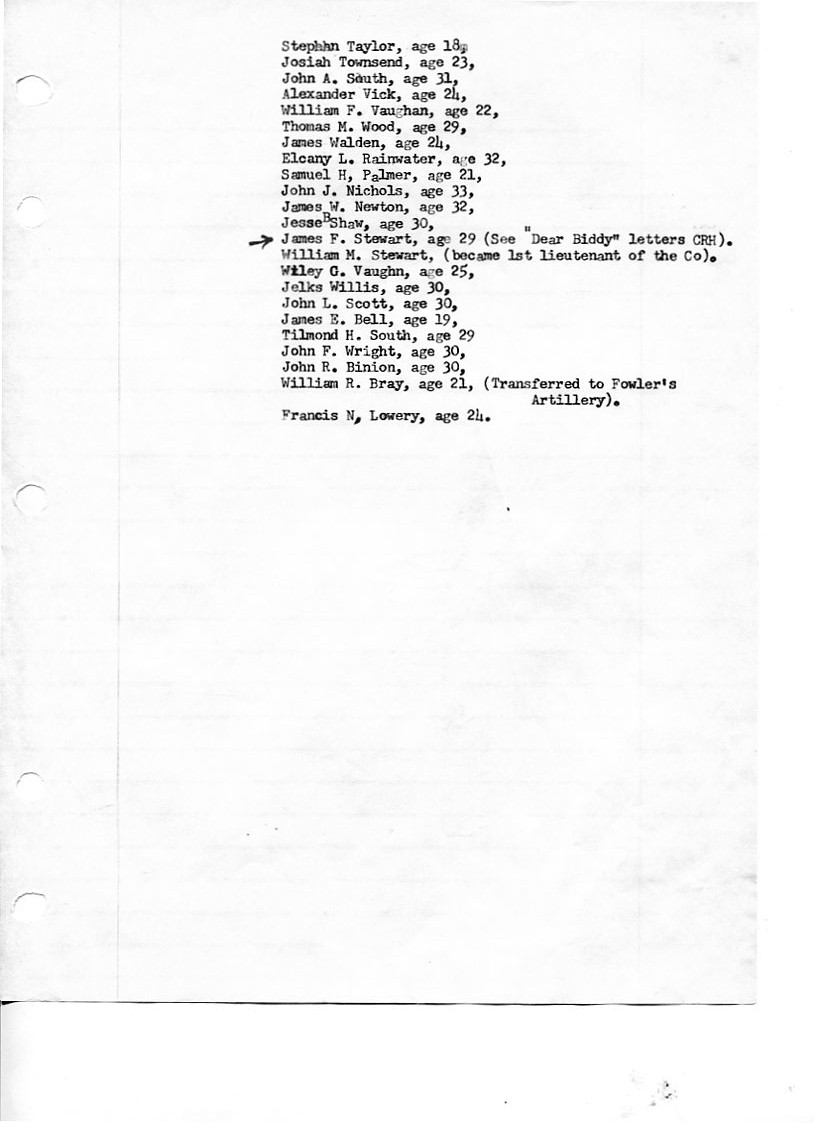 Stephen Taylor, age 18,
Josiah Townsend, age 23,
John A. South, age 31,
Alexander Vick, age 24,
William F. Vaughan, age 22,
Thomas M. Wood, age 29,
James Walden, age 24,
Elcany L. Rainwater, age 32,
Samuel H, Palmer, age 21,
John J. Nichols, age 33,
James W. Newton, age 32,
Jesse B Shaw, age 30,
→ James F. Stewart, age 29 (See "Dear Biddy" letters CRH).
William M. Stewart, (became 1st lieutenant of the Co).
Wiley G. Vaughn, age 25,
Jelks Willis, age 30,
John L. Scott, age 30,
James E. Bell, age 19,
Tilmond H. South, age 29
John F. Wright, age 30,
John R. Binion, age 30,
William R. Bray, age 21, (Transferred to Fowler's
Artillery).
Francis N, Lowery, age 24.